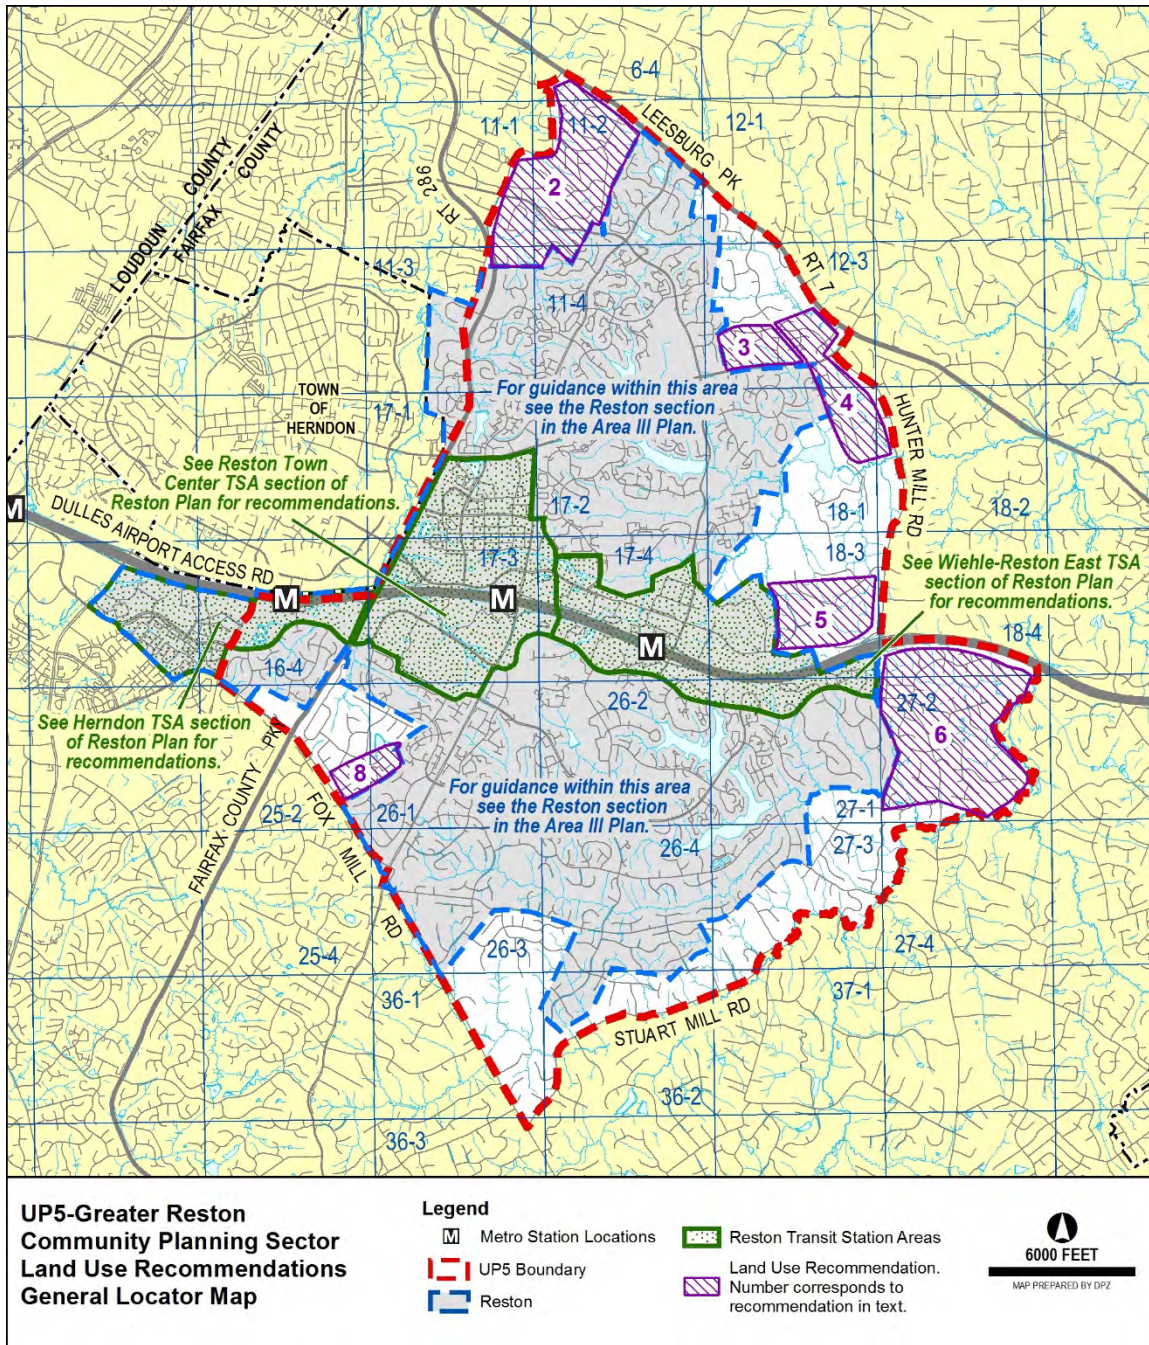 6-4
11-1
11-2
12-1
LEESBURG PK
2
RT 286
LOUDOUN COUNTY
FAIRFAX COUNTY
11-3
12-3
RT 7
11-4
3
4
HUNTER MILL RD
For guidance within this area
see the Reston section
in the Area III Plan.
TOWN
OF
HERNDON
17-1
See Reston Town
Center TSA section of
Reston Plan for
recommendations.
M
DULLES AIRPORT ACCESS RD
17-2
17-3
17-4
18-1
18-2
18-3
See Wiehle-Reston East TSA
section of Reston Plan
for recommendations.
M
M
M
5
18-4
16-4
26-2
27-2
6
See Herndon TSA section
of Reston Plan for
recommendations.
8
25-2
FAIRFAX COUNTY PKY
FOX MILL RD
26-1
For guidance within this area
see the Reston section
in the Area III Plan.
26-4
27-1
27-3
26-3
27-4
25-4
36-1
37-1
STUART MILL RD
36-2
36-3
UP5-Greater Reston
Community Planning Sector
Land Use Recommendations
General Locator Map
Legend
M Metro Station Locations
UP5 Boundary
Reston
Reston Transit Station Areas
Land Use Recommendation.
Number corresponds to
recommendation in text.
6000 FEET
MAP PREPARED BY DPZ